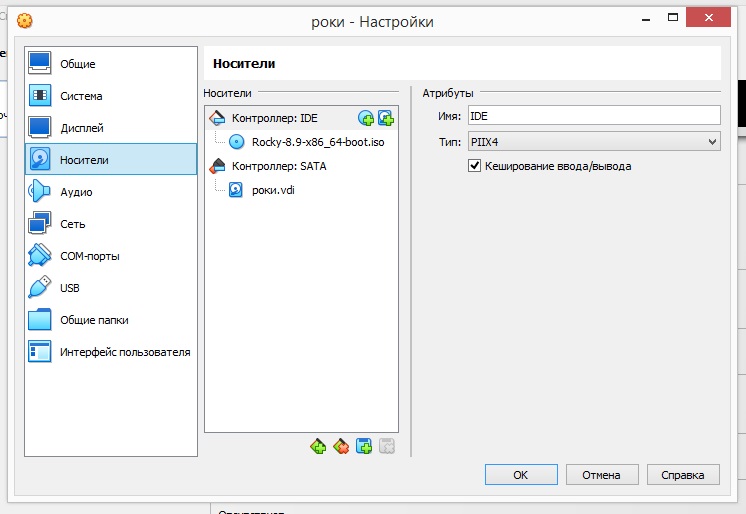 роки - Настройки
Общие
Система
Дисплей
Носители
Аудио
Сеть
COM-порты
USB
Общие папки
Интерфейс пользователя
Носители
Носители
Контроллер: IDE
Rocky-8.9-x86_64-boot.iso
Контроллер: SATA
роки.vdi
Атрибуты
Имя: IDE
Тип: PIIX4
Кеширование ввода/вывода
OK
Отмена
Справка